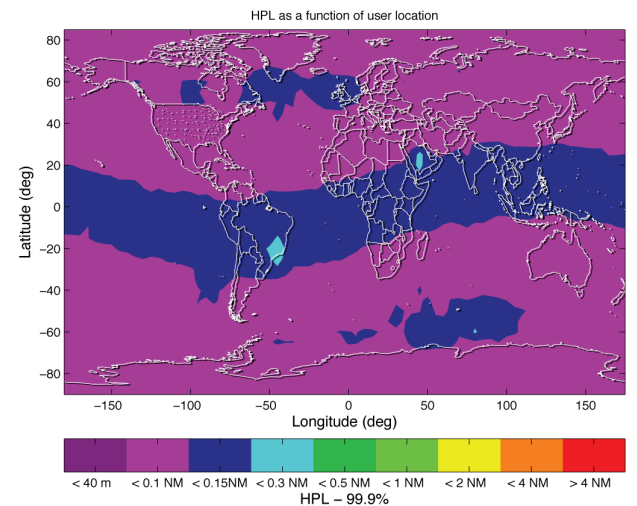 HPL as a function of user location
80
60
40
20
0
−20
−40
−60
−80
Latitude (deg)
−150 −100 −50 0 50 100 150
Longitude (deg)
< 40 m < 0.1 NM < 0.15NM < 0.3 NM < 0.5 NM < 1 NM < 2 NM < 4 NM > 4 NM
HPL − 99.9%